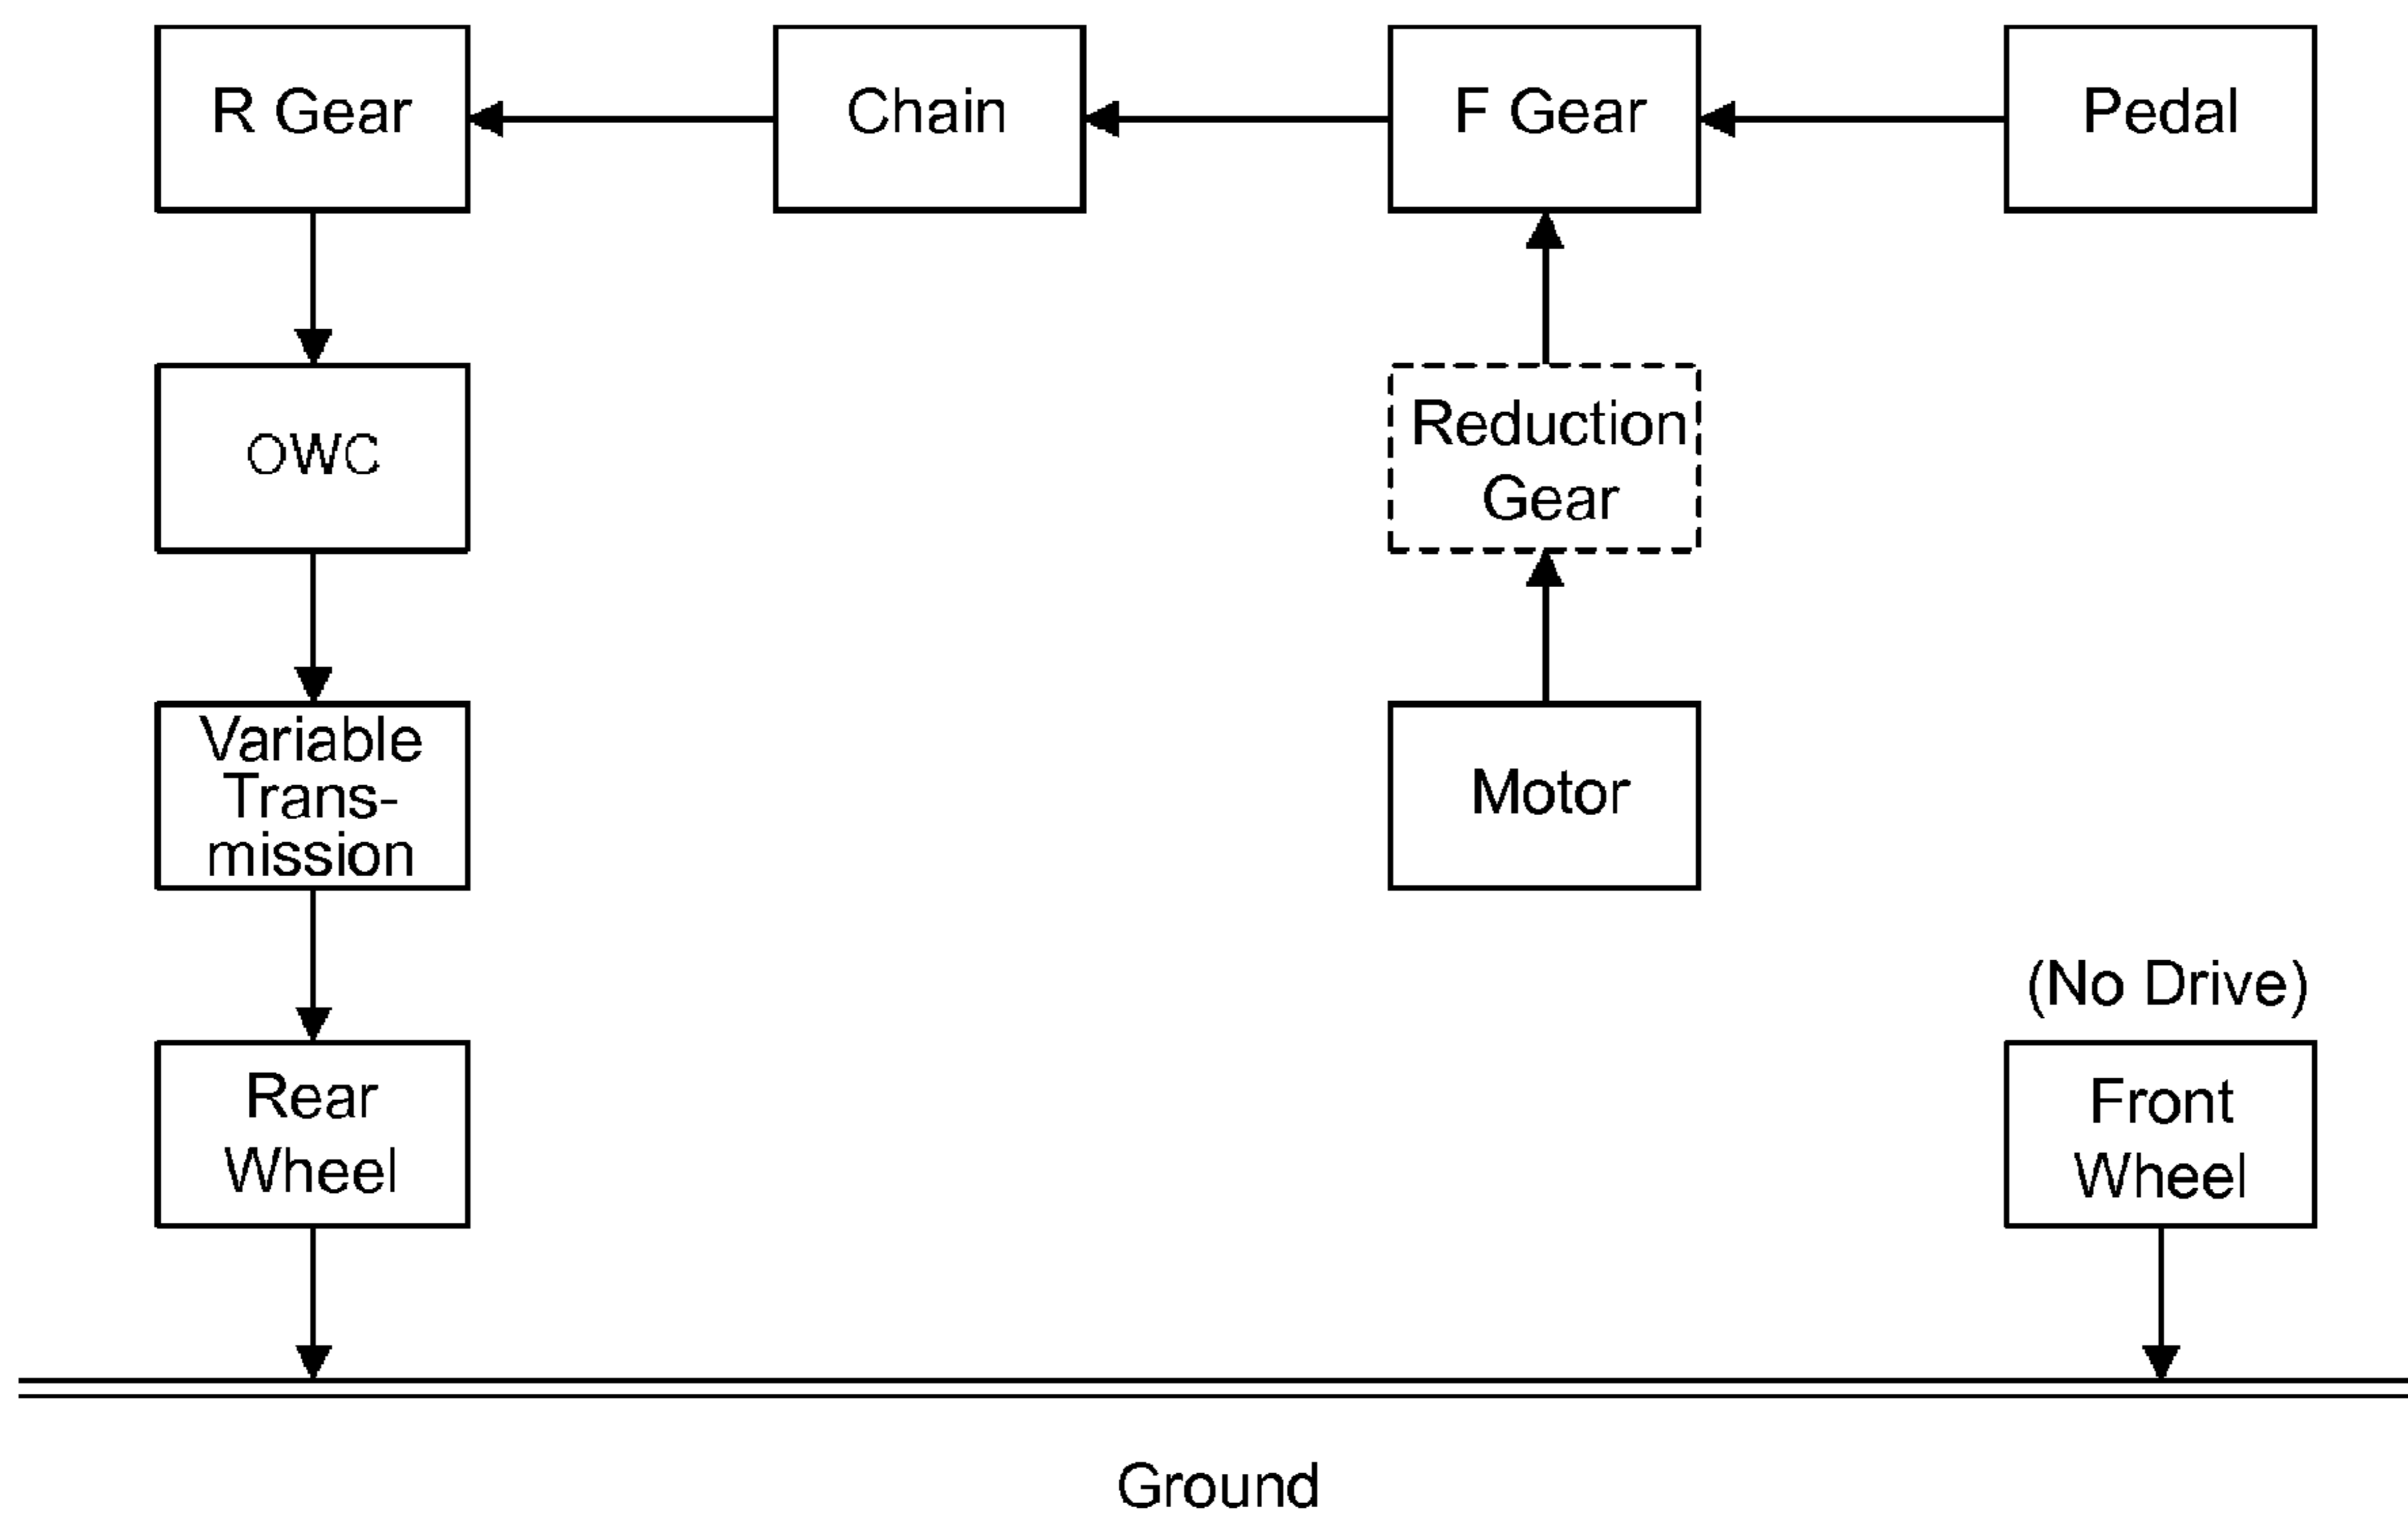 R Gear
Chain
F Gear
Pedal
OWC
Reduction
Gear
Variable
Trans-
mission
Motor
(No Drive)
Rear
Wheel
Front
Wheel
Ground